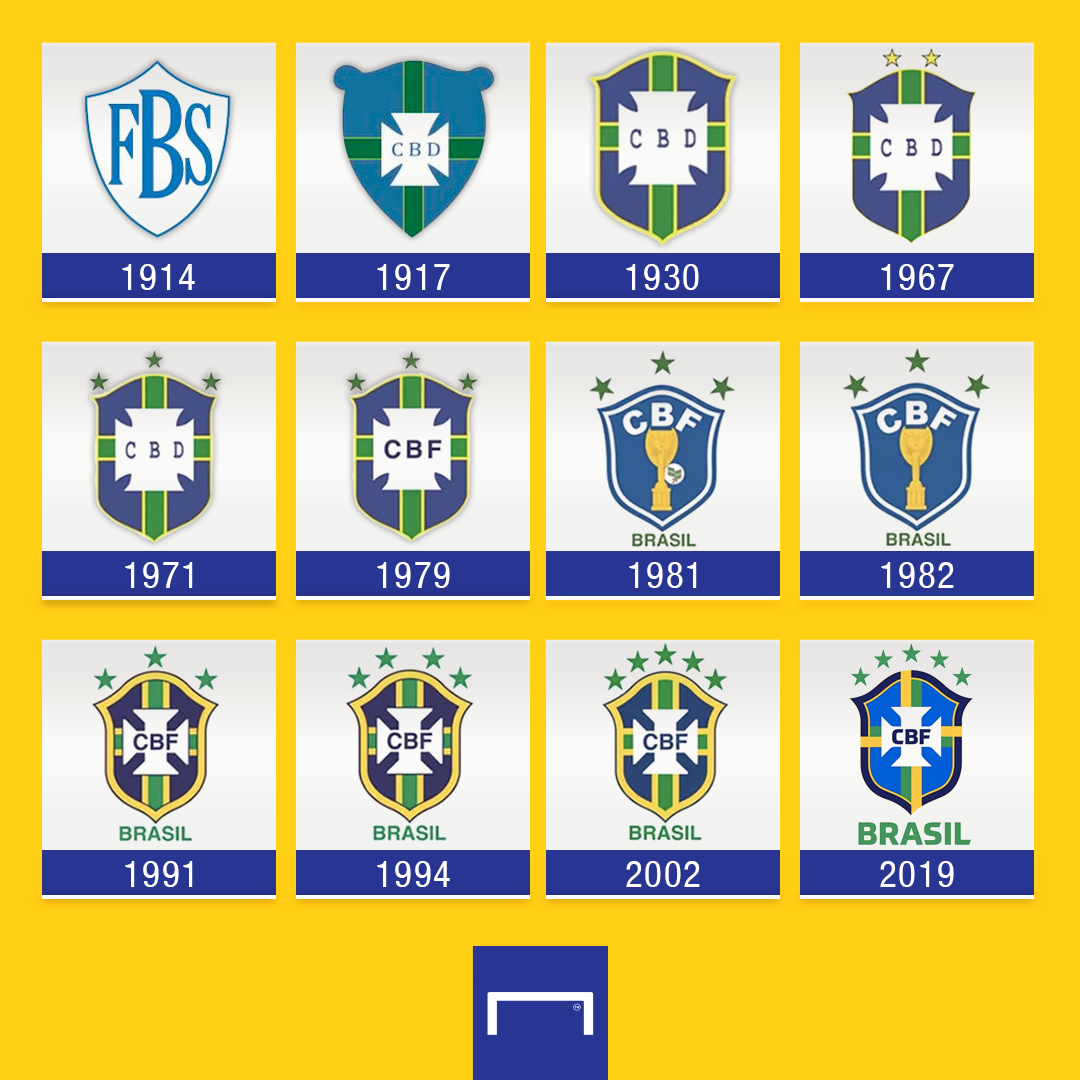 FBS
CBD
CBD
CBD
1914
1917
1930
1967
CBD
CBF
CBF
CBF
BRASIL
BRASIL
1971
1979
1981
1982
CBF
CBF
CBF
CBF
BRASIL
BRASIL
BRASIL
BRASIL
1991
1994
2002
2019